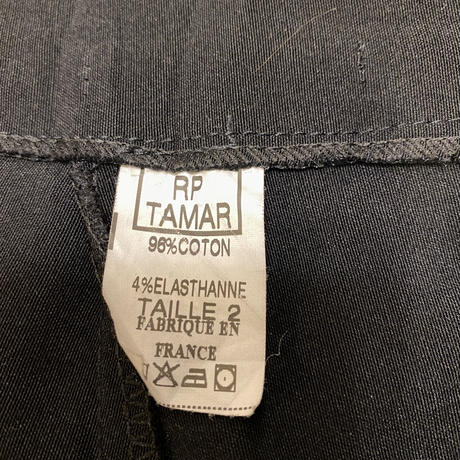 RP
TAMAR
96%COTON
4%ELASTHANNE
TAILLE 2
FABRIQUE EN
FRANCE